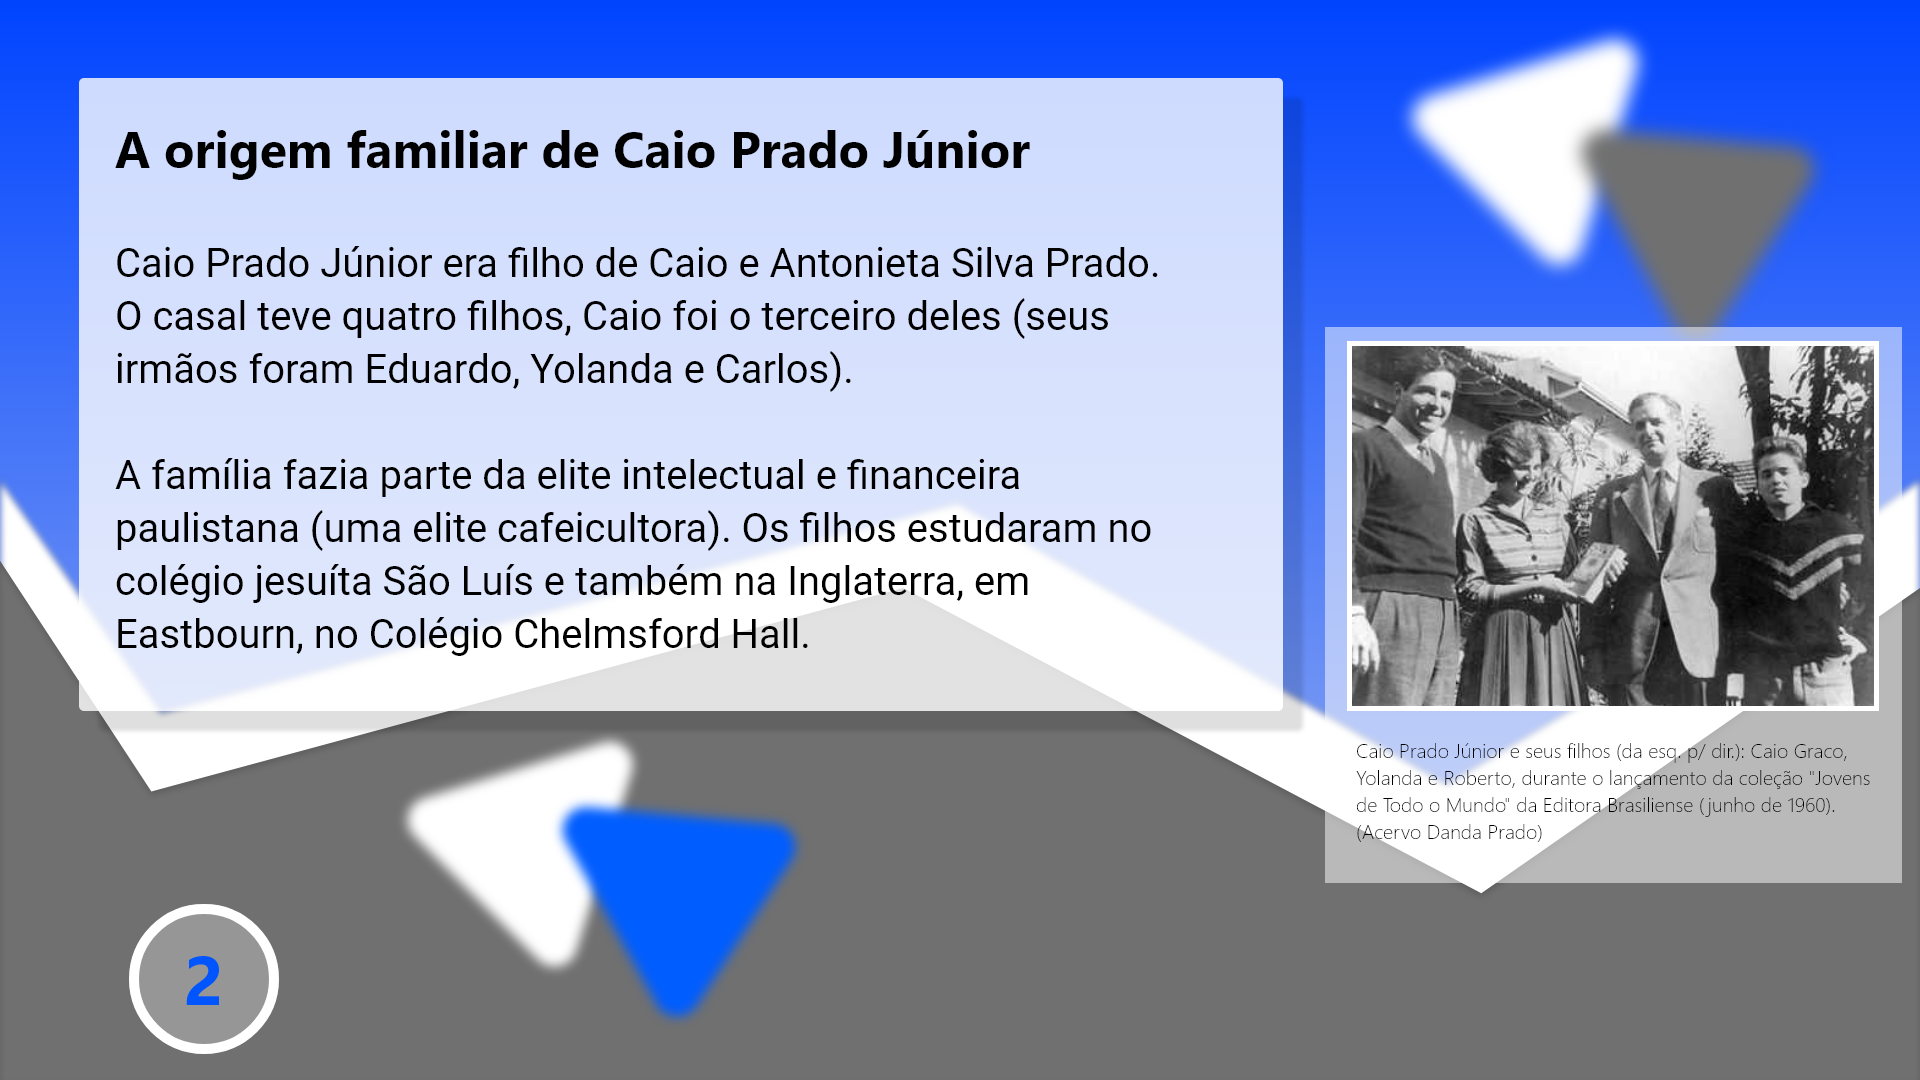 A origem familiar de Caio Prado Júnior
Caio Prado Júnior era filho de Caio e Antonieta Silva Prado.
O casal teve quatro filhos, Caio foi o terceiro deles (seus
irmãos foram Eduardo, Yolanda e Carlos).
A família fazia parte da elite intelectual e financeira
paulistana (uma elite cafeicultora). Os filhos estudaram no
colégio jesuíta São Luís e também na Inglaterra, em
Eastbourn, no Colégio Chelmsford Hall.
Caio Prado Júnior e seus filhos (da esq. p/ dir.): Caio Graco,
Yolanda e Roberto, durante o lançamento da coleção "Jovens
de Todo o Mundo" da Editora Brasiliense (junho de 1960).
(Acervo Danda Prado)
2